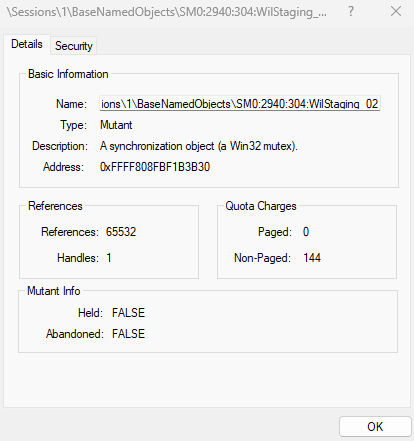 \Sessions\1\BaseNamedObjects\SM0:2940:304:WilStaging_...
Details Security
Basic Information
Name: ions\1\BaseNamedObjects\SM0:2940:304:WilStaging_02
Type: Mutant
Description: A synchronization object (a Win32 mutex).
Address: 0xFFFF808FBF1B3B30
References
References: 65532
Handles: 1
Quota Charges
Paged: 0
Non-Paged: 144
Mutant Info
Held: FALSE
Abandoned: FALSE
OK